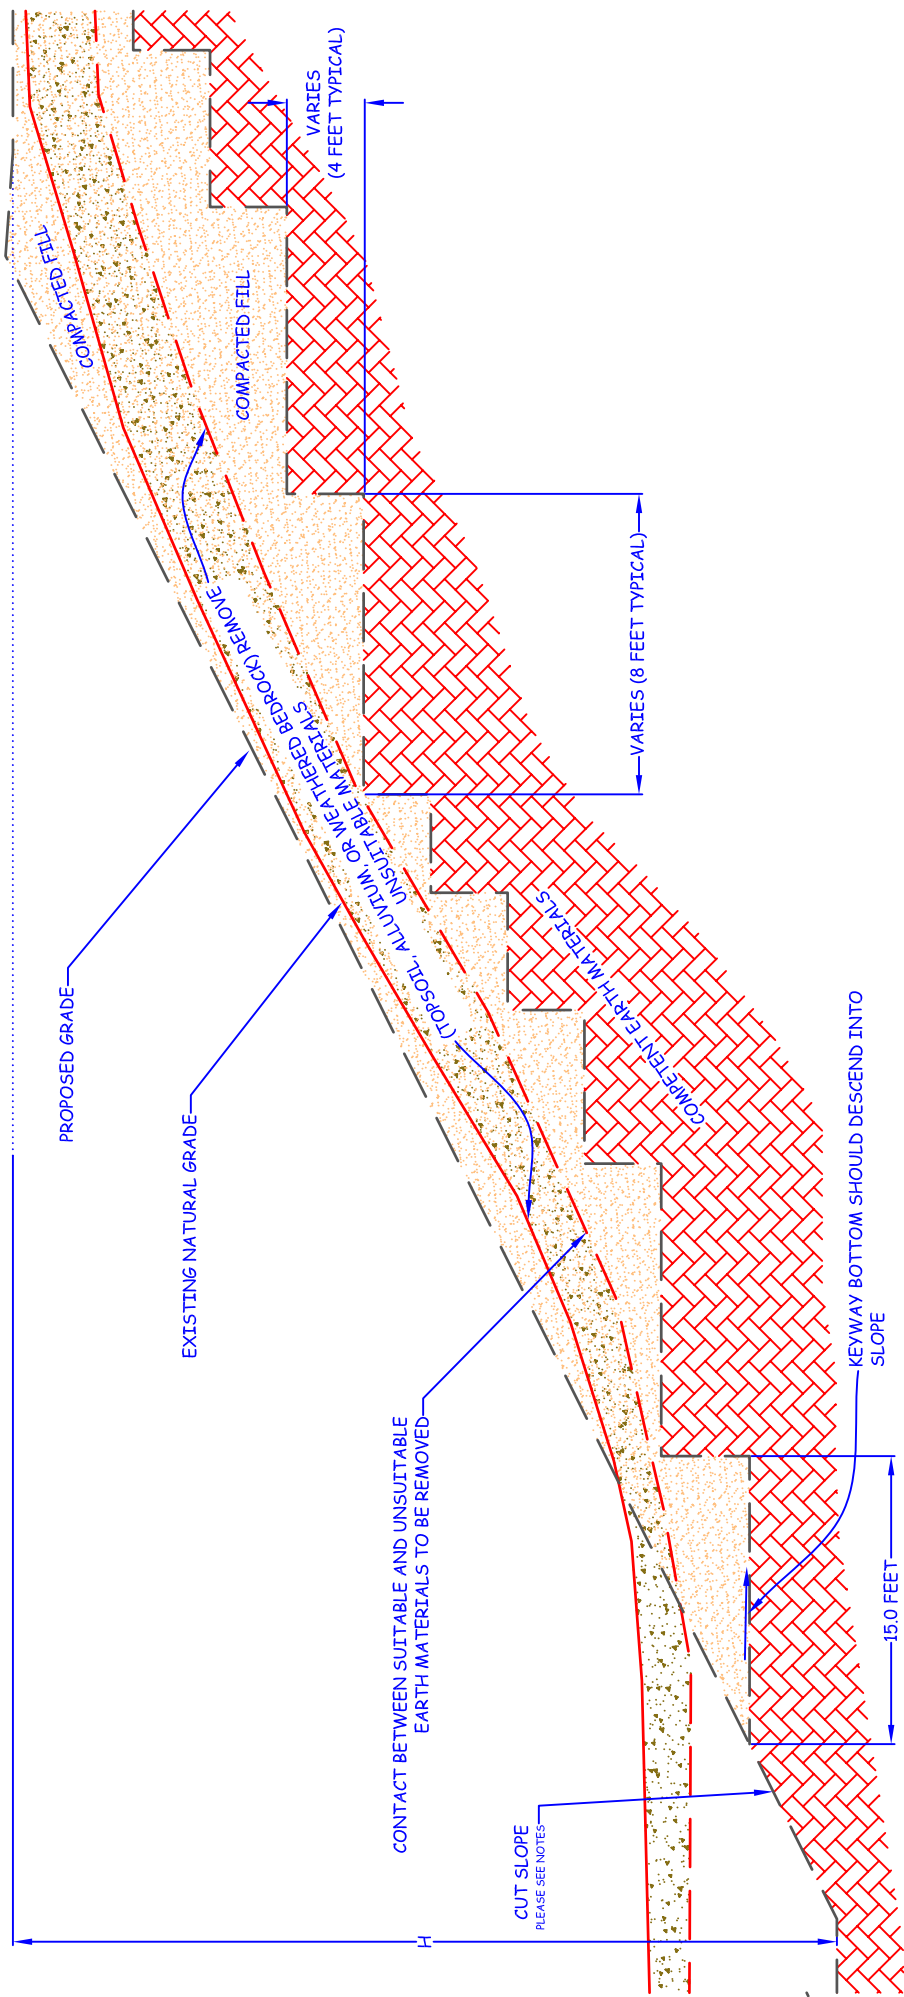 PROPOSED GRADE
EXISTING NATURAL GRADE
CONTACT BETWEEN SUITABLE AND UNSUITABLE
EARTH MATERIALS TO BE REMOVED
CUT SLOPE
PLEASE SEE NOTES
H
COMPACTED FILL
COMPACTED FILL
REMOVE
UNSUITABLE MATERIALS
(TOPSOIL, ALLUVIUM, OR WEATHERED BEDROCK)
COMPETENT EARTH MATERIALS
VARIES
(4 FEET TYPICAL)
VARIES (8 FEET TYPICAL)
KEYWAY BOTTOM SHOULD DESCEND INTO
SLOPE
15.0 FEET